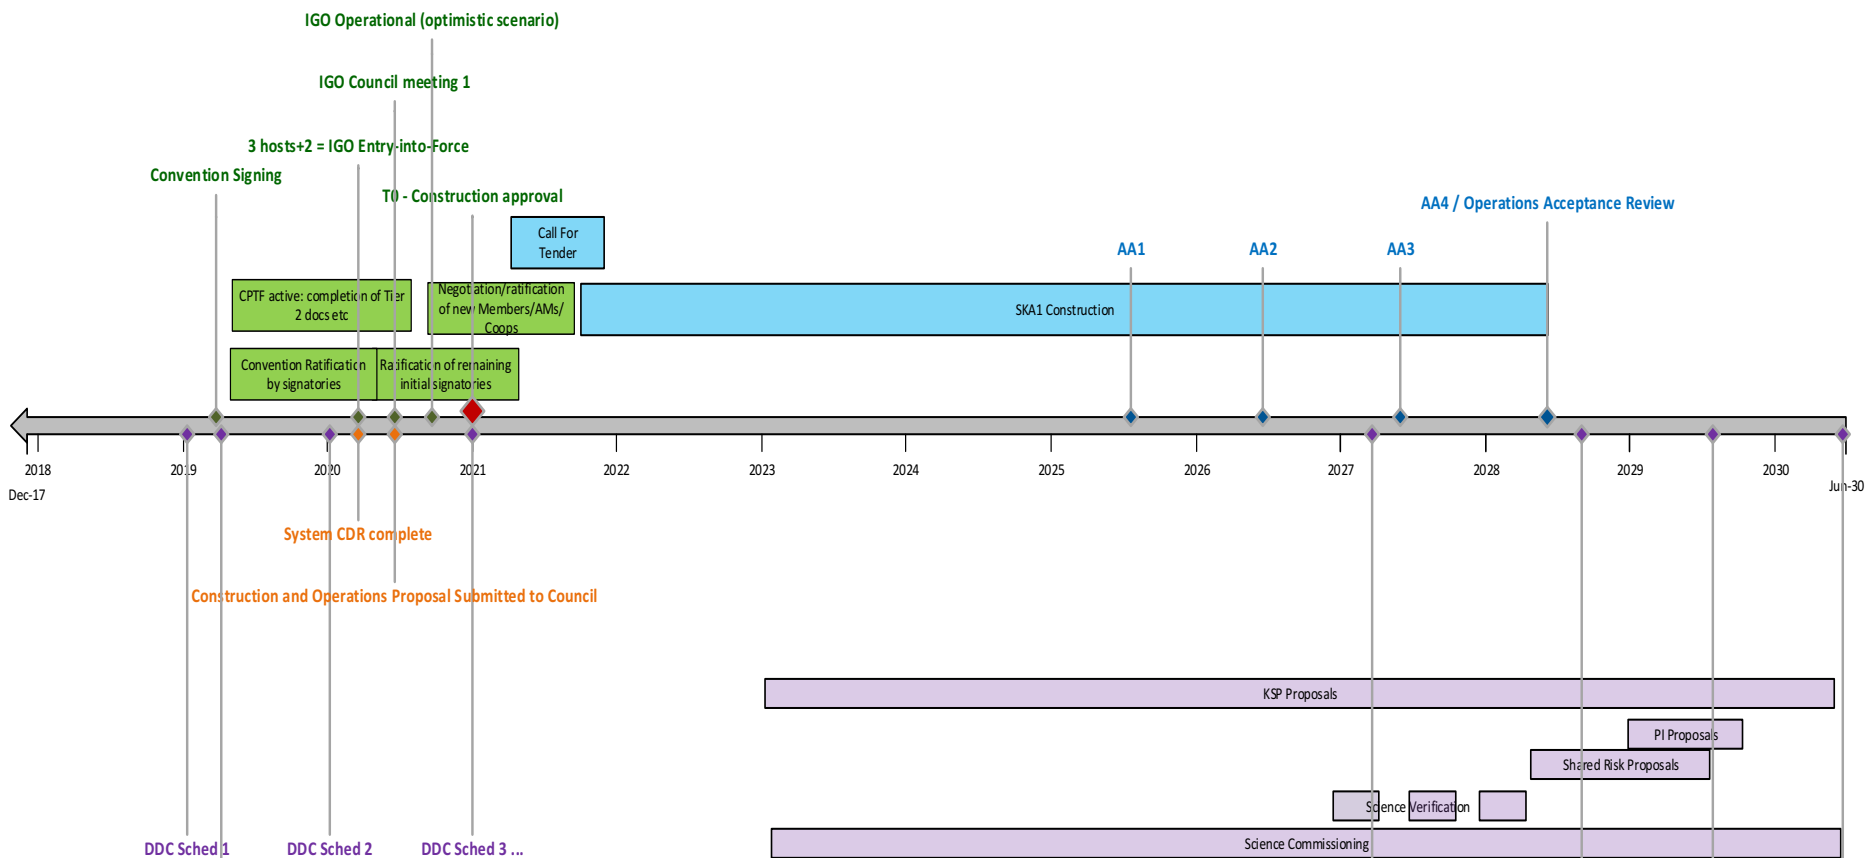 IGO Operational (optimistic scenario)
IGO Council meeting 1
3 hosts+2 = IGO Entry-into-Force
Convention Signing
T0 - Construction approval
AA4 / Operations Acceptance Review
Call For
Tender
AA1
AA2
AA3
CPTF active: completion of Tier
2 docs etc
Negotiation/ratification
of new Members/AMs/
Coops
SKA1 Construction
Convention Ratification
by signatories
Ratification of remaining
initial signatories
2018
2019
2020
2021
2022
2023
2024
2025
2026
2027
2028
2029
2030
Dec-17
Jun-30
System CDR complete
Construction and Operations Proposal Submitted to Council
KSP Proposals
PI Proposals
Shared Risk Proposals
Science Verification
Science Commissioning
DDC Sched 1
DDC Sched 2
DDC Sched 3 ...